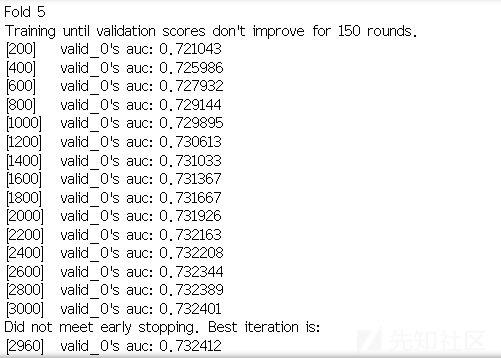 Fold 5
Training until validation scores don't improve for 150 rounds.
[200] valid_0's auc: 0.721043
[400] valid_0's auc: 0.725986
[600] valid_0's auc: 0.727932
[800] valid_0's auc: 0.729144
[1000] valid_0's auc: 0.729895
[1200] valid_0's auc: 0.730613
[1400] valid_0's auc: 0.731033
[1600] valid_0's auc: 0.731367
[1800] valid_0's auc: 0.731667
[2000] valid_0's auc: 0.731926
[2200] valid_0's auc: 0.732163
[2400] valid_0's auc: 0.732208
[2600] valid_0's auc: 0.732344
[2800] valid_0's auc: 0.732389
[3000] valid_0's auc: 0.732401
Did not meet early stopping. Best iteration is:
[2960] valid_0's auc: 0.732412
先知社区